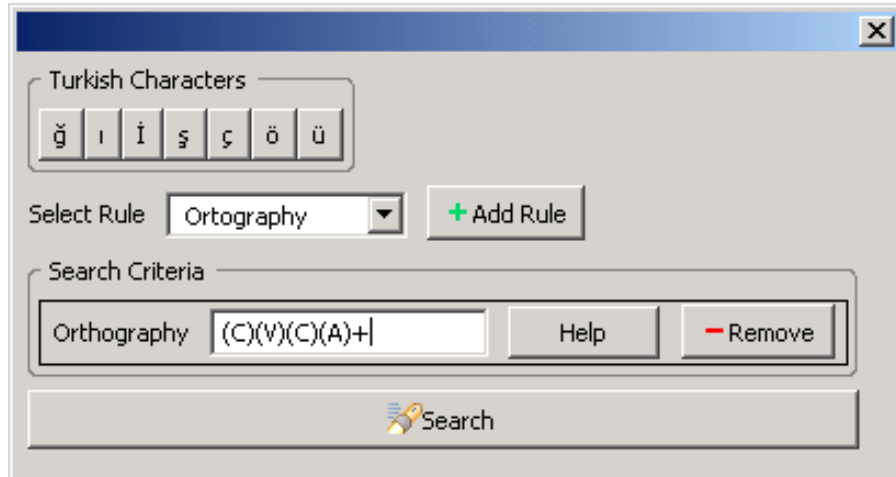 Turkish Characters
ğ ı İ ş ç ö ü
Select Rule Ortography + Add Rule
Search Criteria
Orthography (C)(V)(C)(A)+ Help Remove
Search